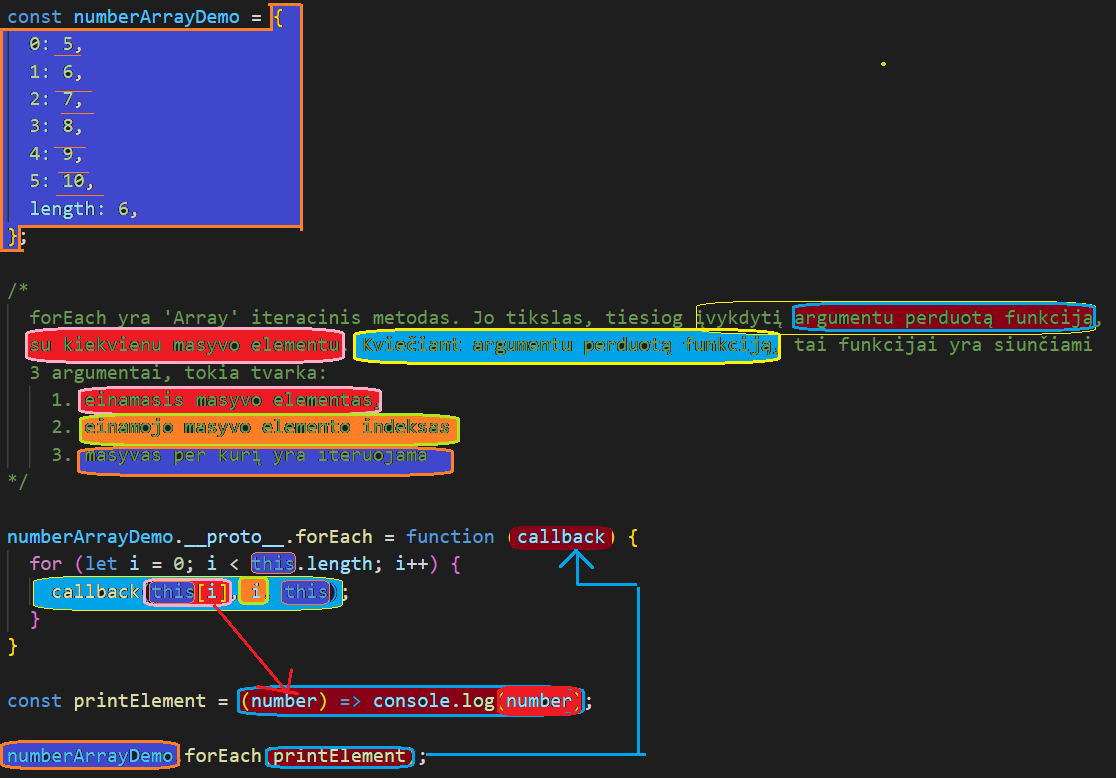 const numberArrayDemo = {
0: 5,
1: 6,
2: 7,
3: 8,
4: 9,
5: 10,
length: 6,
};
/*
forEach yra 'Array' iteracinis metodas. Jo tikslas, tiesiog įvykdytį argumentu perduotą funkciją,
su kiekvienu masyvo elementu. Kviečiant argumentu perduotą funkciją, tai funkcijai yra siunčiami
3 argumentai, tokia tvarka:
1. einamasis masyvo elementas,
2. einamojo masyvo elemento indeksas
3. masyvas per kurį yra iteruojama
*/
numberArrayDemo.__proto__.forEach = function (callback) {
for (let i = 0; i < this.length; i++) {
callback(this[i], i, this);
}
}
const printElement = (number) => console.log(number);
numberArrayDemo.forEach(printElement);